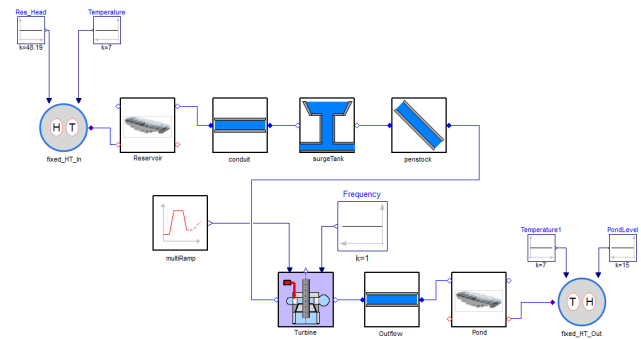 Res_Head
Temperature
k=48.19
k=7
H T
fixed_HT_In
Reservoir
conduit
surgeTank
penstock
multiRamp
Frequency
k=1
Temperature1
PondLevel
k=7
k=15
Turbine
Outflow
Pond
T H
fixed_HT_Out